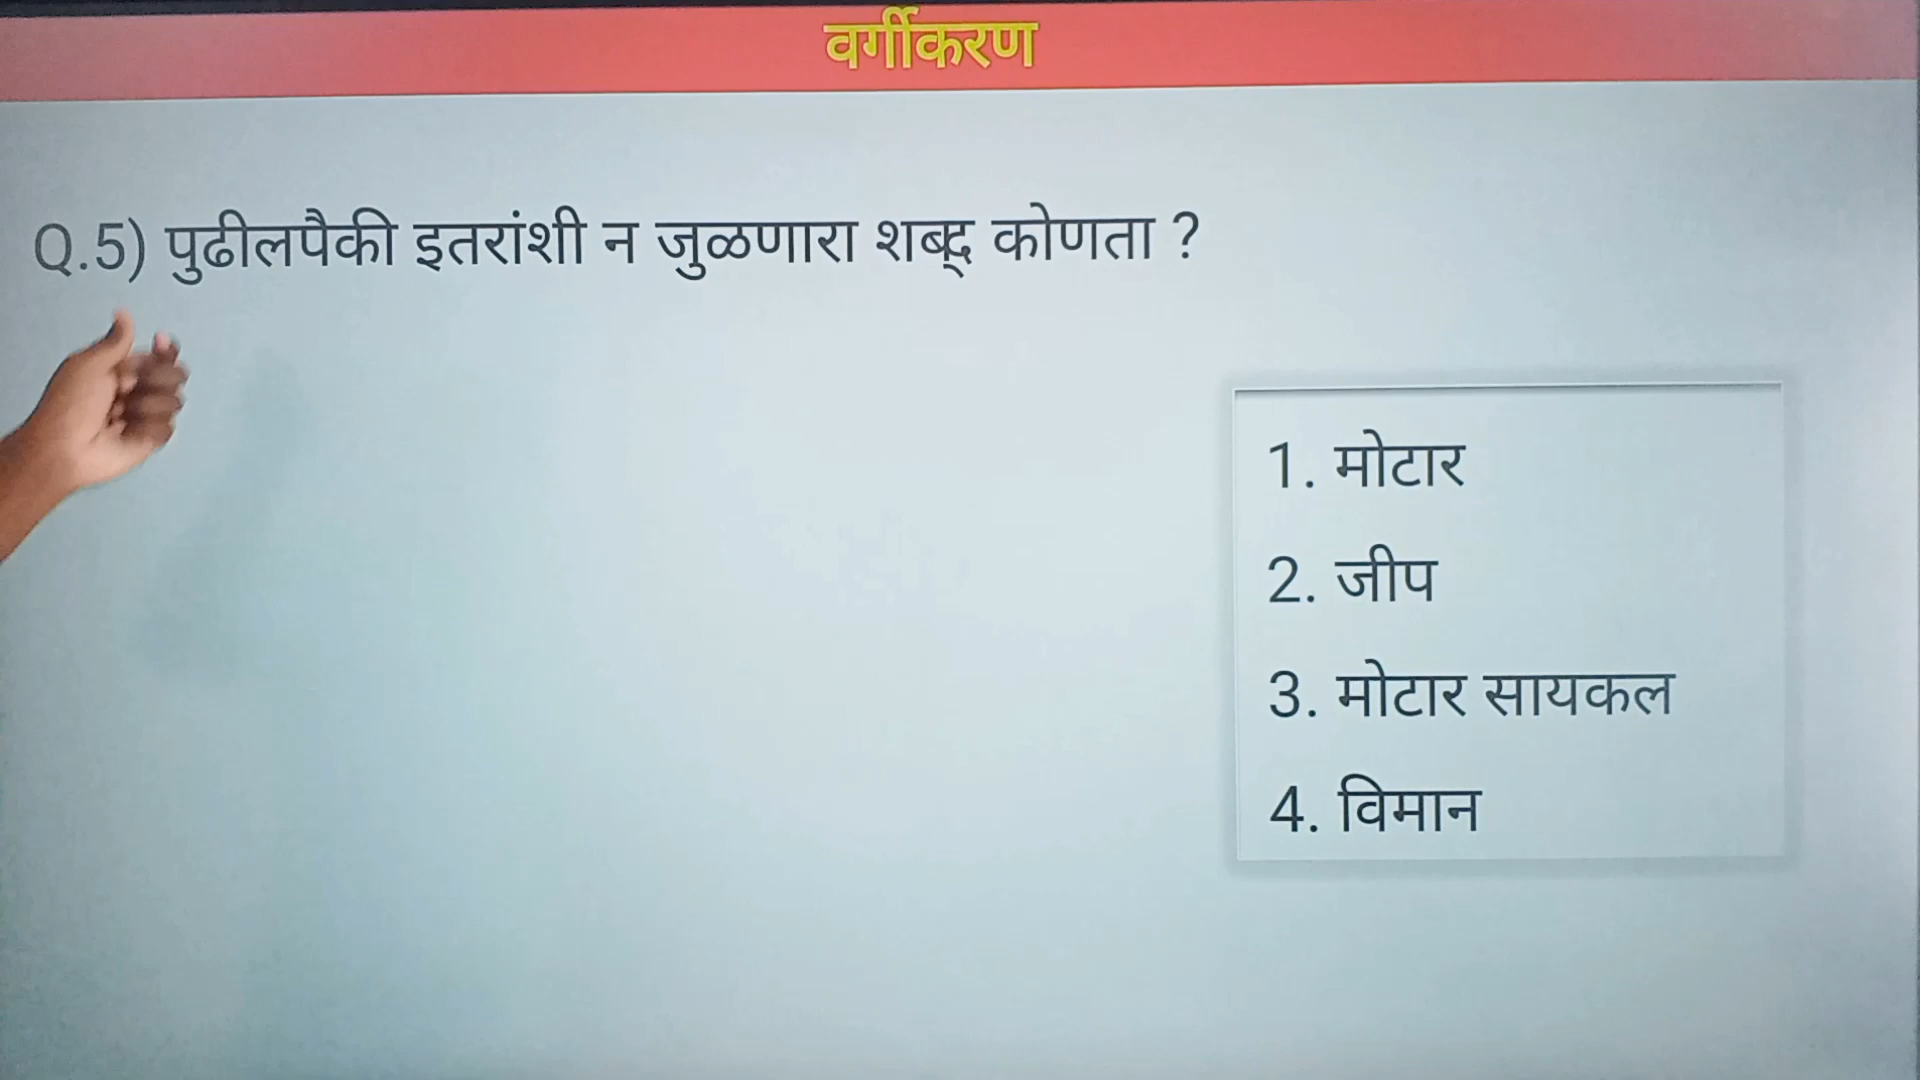 वर्गीकरण
Q.5) पुढीलपैकी इतरांशी न जुळणारा शब्द् कोणता ?
1. मोटार
2. जीप
3. मोटार सायकल
4. विमान